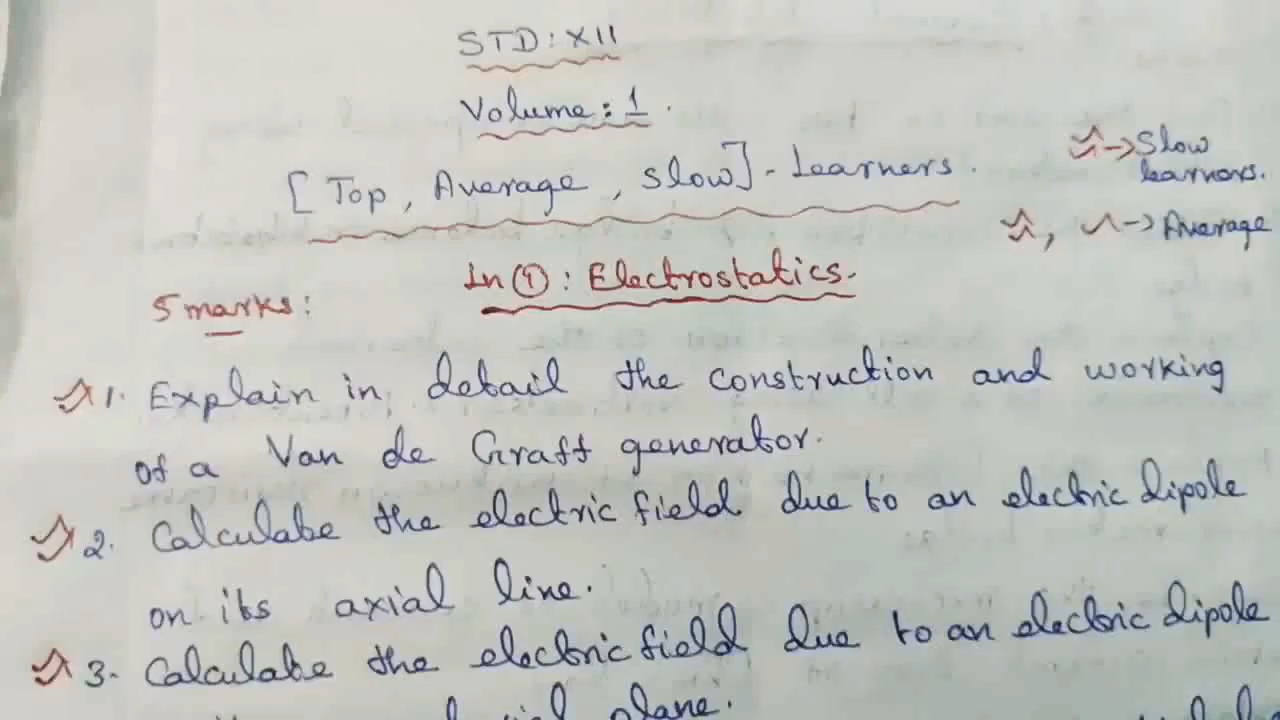 STD: XII
Volume: 1.
[Top, Average, Slow] - Learners.
→ Slow
learners.
, → Average
Ln ①: Electrostatics.
5 marks:
1. Explain in detail the construction and working
of a Van de Graff generator.
2. Calculate the electric field due to an electric dipole
on its axial line.
3. Calculate the electric field due to an electric dipole
plane.